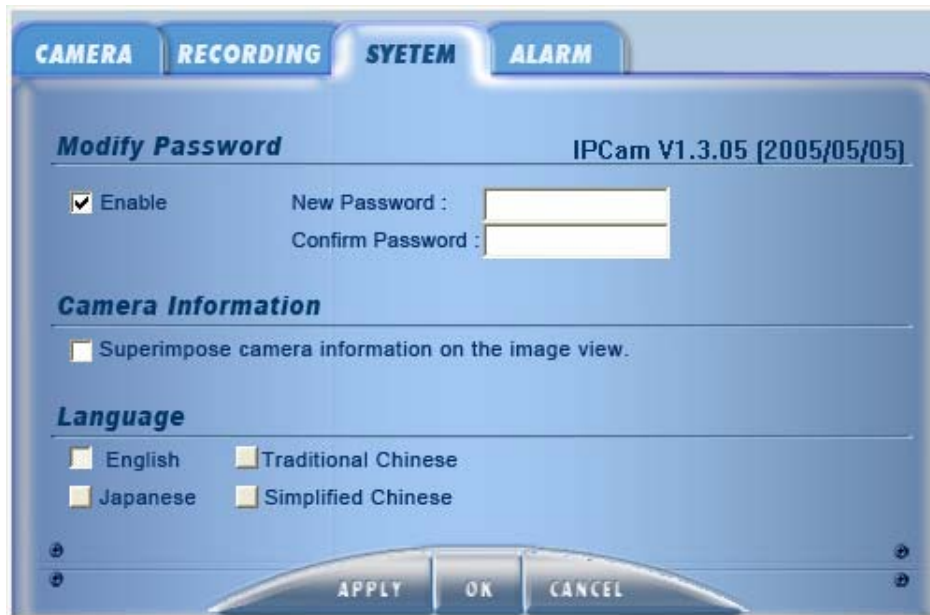 CAMERA RECORDING SYETEM ALARM
Modify Password IPCam V1.3.05 (2005/05/05)
Enable New Password :
Confirm Password :
Camera Information
Superimpose camera information on the image view.
Language
English Traditional Chinese
Japanese Simplified Chinese
APPLY OK CANCEL